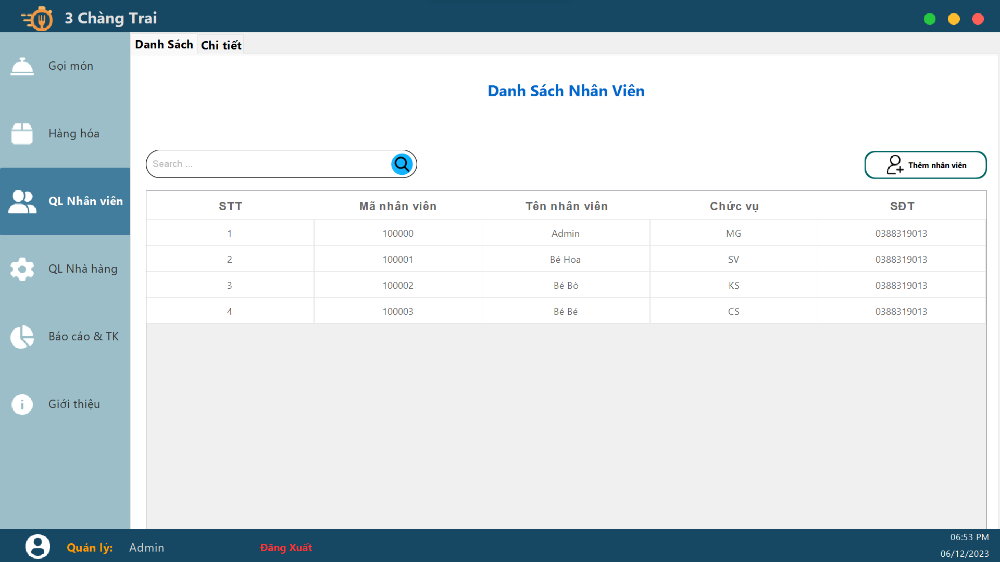 3 Chàng Trai
Danh Sách
Chi tiết
Gọi món
Hàng hóa
QL Nhân viên
QL Nhà hàng
Báo cáo & TK
Giới thiệu
Danh Sách Nhân Viên
Search ...
Thêm nhân viên
STT Mã nhân viên Tên nhân viên Chức vụ SĐT
1 100000 Admin MG 0388319013
2 100001 Bé Hoa SV 0388319013
3 100002 Bé Bò KS 0388319013
4 100003 Bé Bé CS 0388319013
Quản lý: Admin
Đăng Xuất
06:53 PM
06/12/2023